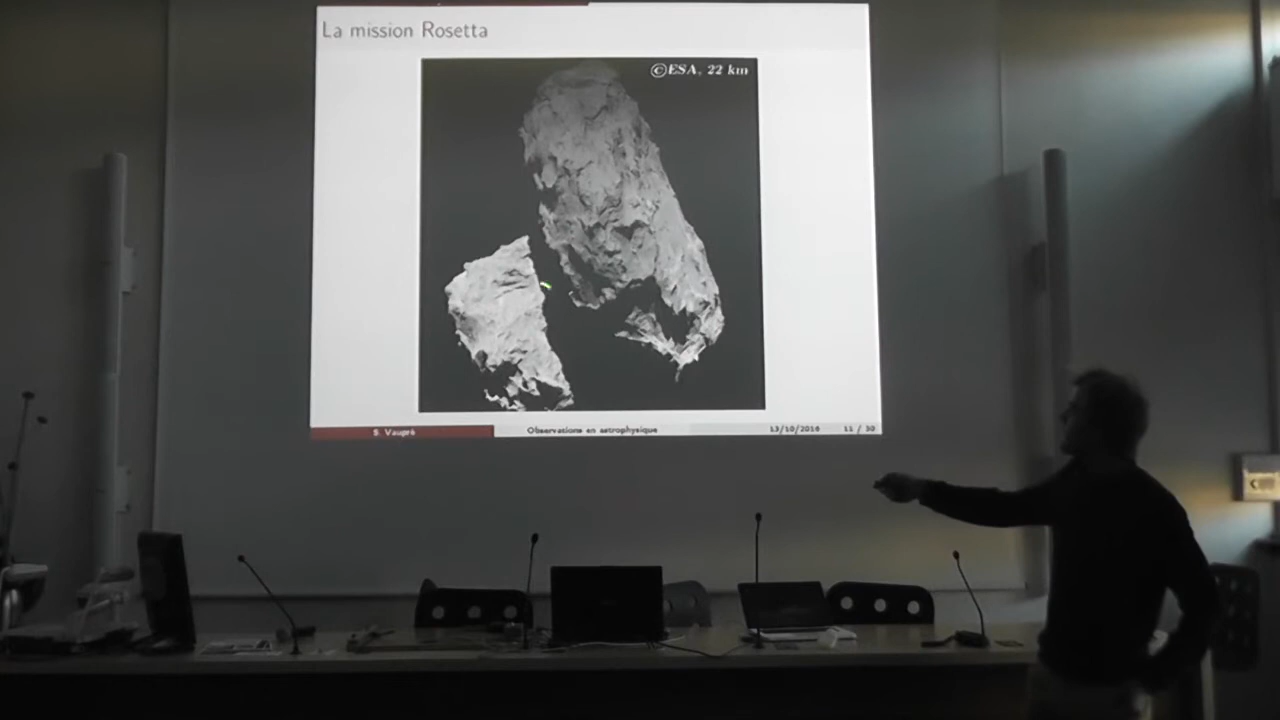 La mission Rosetta
©ESA, 22 km
S. Vaupré
Observations en astrophysique
13/10/2016
11 / 30